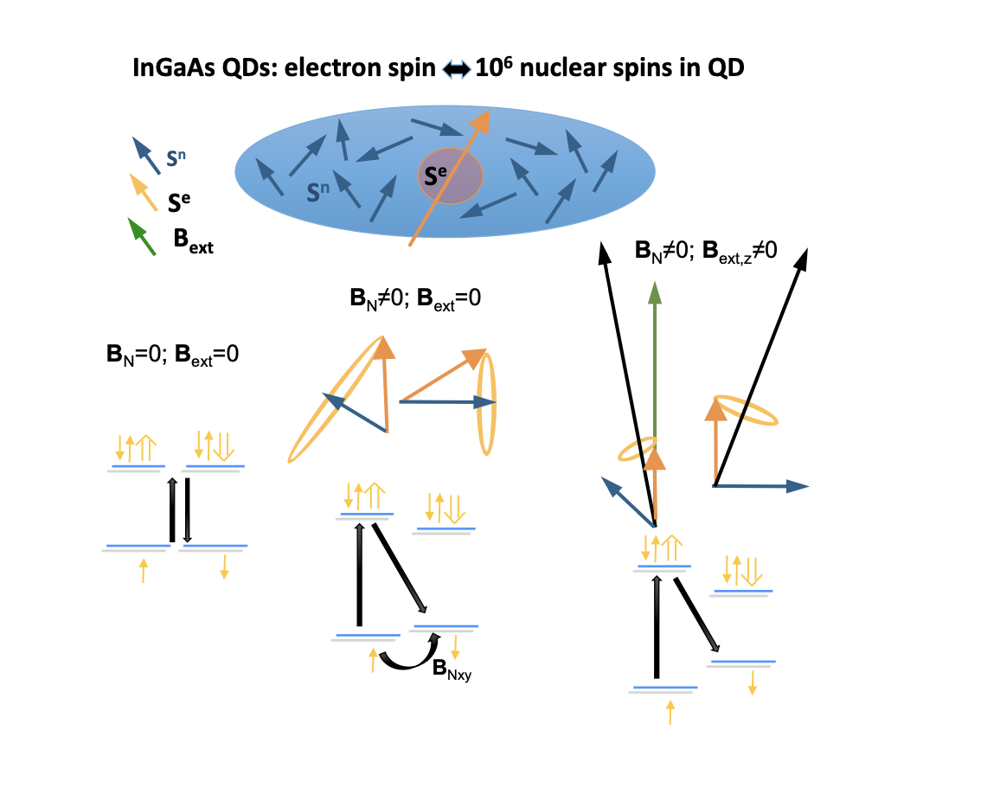 InGaAs QDs: electron spin ⬌ 10⁶ nuclear spins in QD
Sⁿ
Sᵉ
B_ext
Sⁿ
Sᵉ
B_N≠0; B_ext,z≠0
B_N≠0; B_ext=0
B_N=0; B_ext=0
B_Nxy